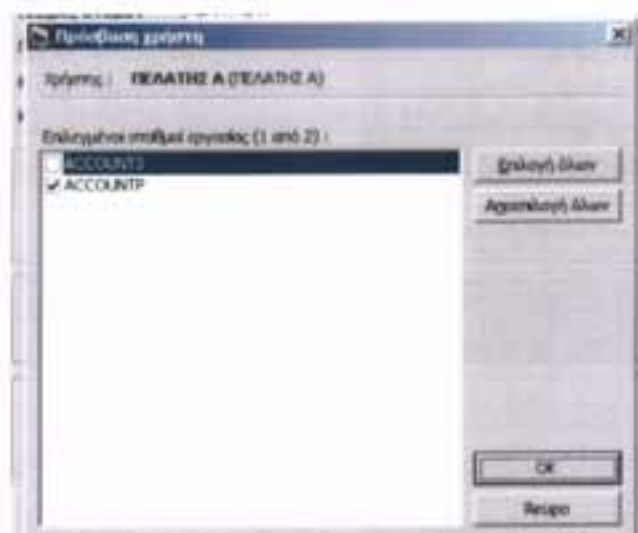 Πρόσβαση χρήστη
Χρήστης : ΠΕΛΑΤΗΣ Α (ΠΕΛΑΤΗΣ Α)
Επιλεγμένοι σταθμοί εργασίας (1 από 2) :
ACCOUNT3
ACCOUNTP
Επιλογή όλων
Αποεπιλογή όλων
OK
Άκυρο